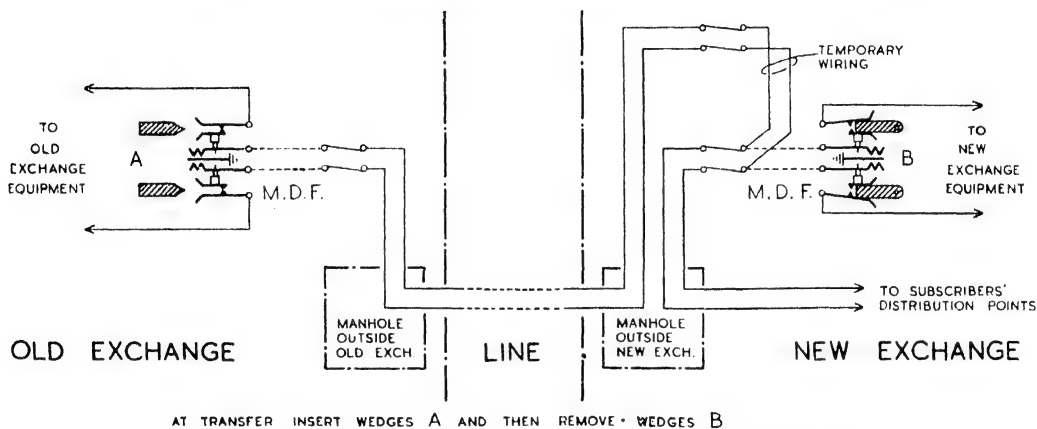 TEMPORARY
WIRING
TO
OLD
EXCHANGE
EQUIPMENT
A
M.D.F.
TO
NEW
EXCHANGE
EQUIPMENT
B
M.D.F.
TO SUBSCRIBERS'
DISTRIBUTION POINTS
MANHOLE
OUTSIDE
OLD EXCH.
MANHOLE
OUTSIDE
NEW EXCH.
OLD EXCHANGE
LINE
NEW EXCHANGE
AT TRANSFER INSERT WEDGES A AND THEN REMOVE · WEDGES B